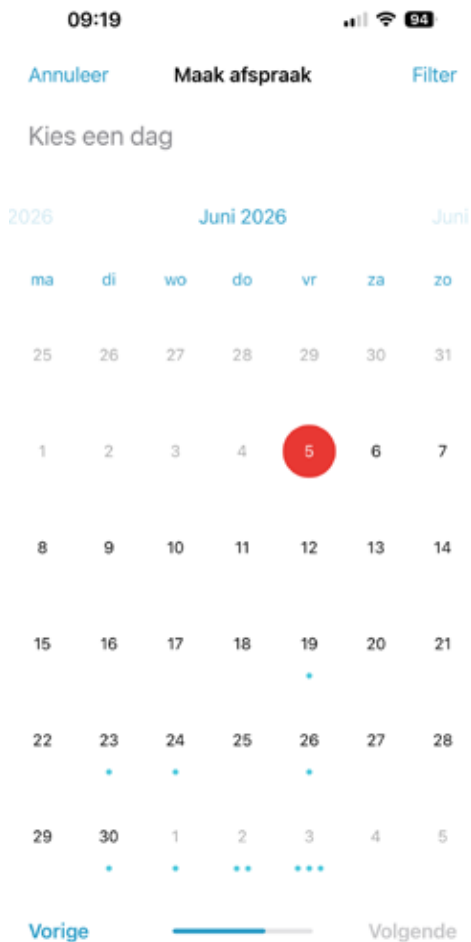 09:19 94
Annuleer Maak afspraak Filter
Kies een dag
2026 Juni 2026 Juni
ma di wo do vr za zo
25 26 27 28 29 30 31
1 2 3 4 5 6 7
8 9 10 11 12 13 14
15 16 17 18 19 20 21
22 23 24 25 26 27 28
29 30 1 2 3 4 5
Vorige Volgende